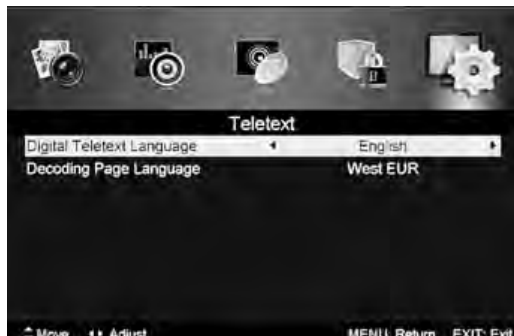 Teletext
Digital Teletext Language English
Decoding Page Language West EUR
Move Adjust MENU: Return EXIT: Exit